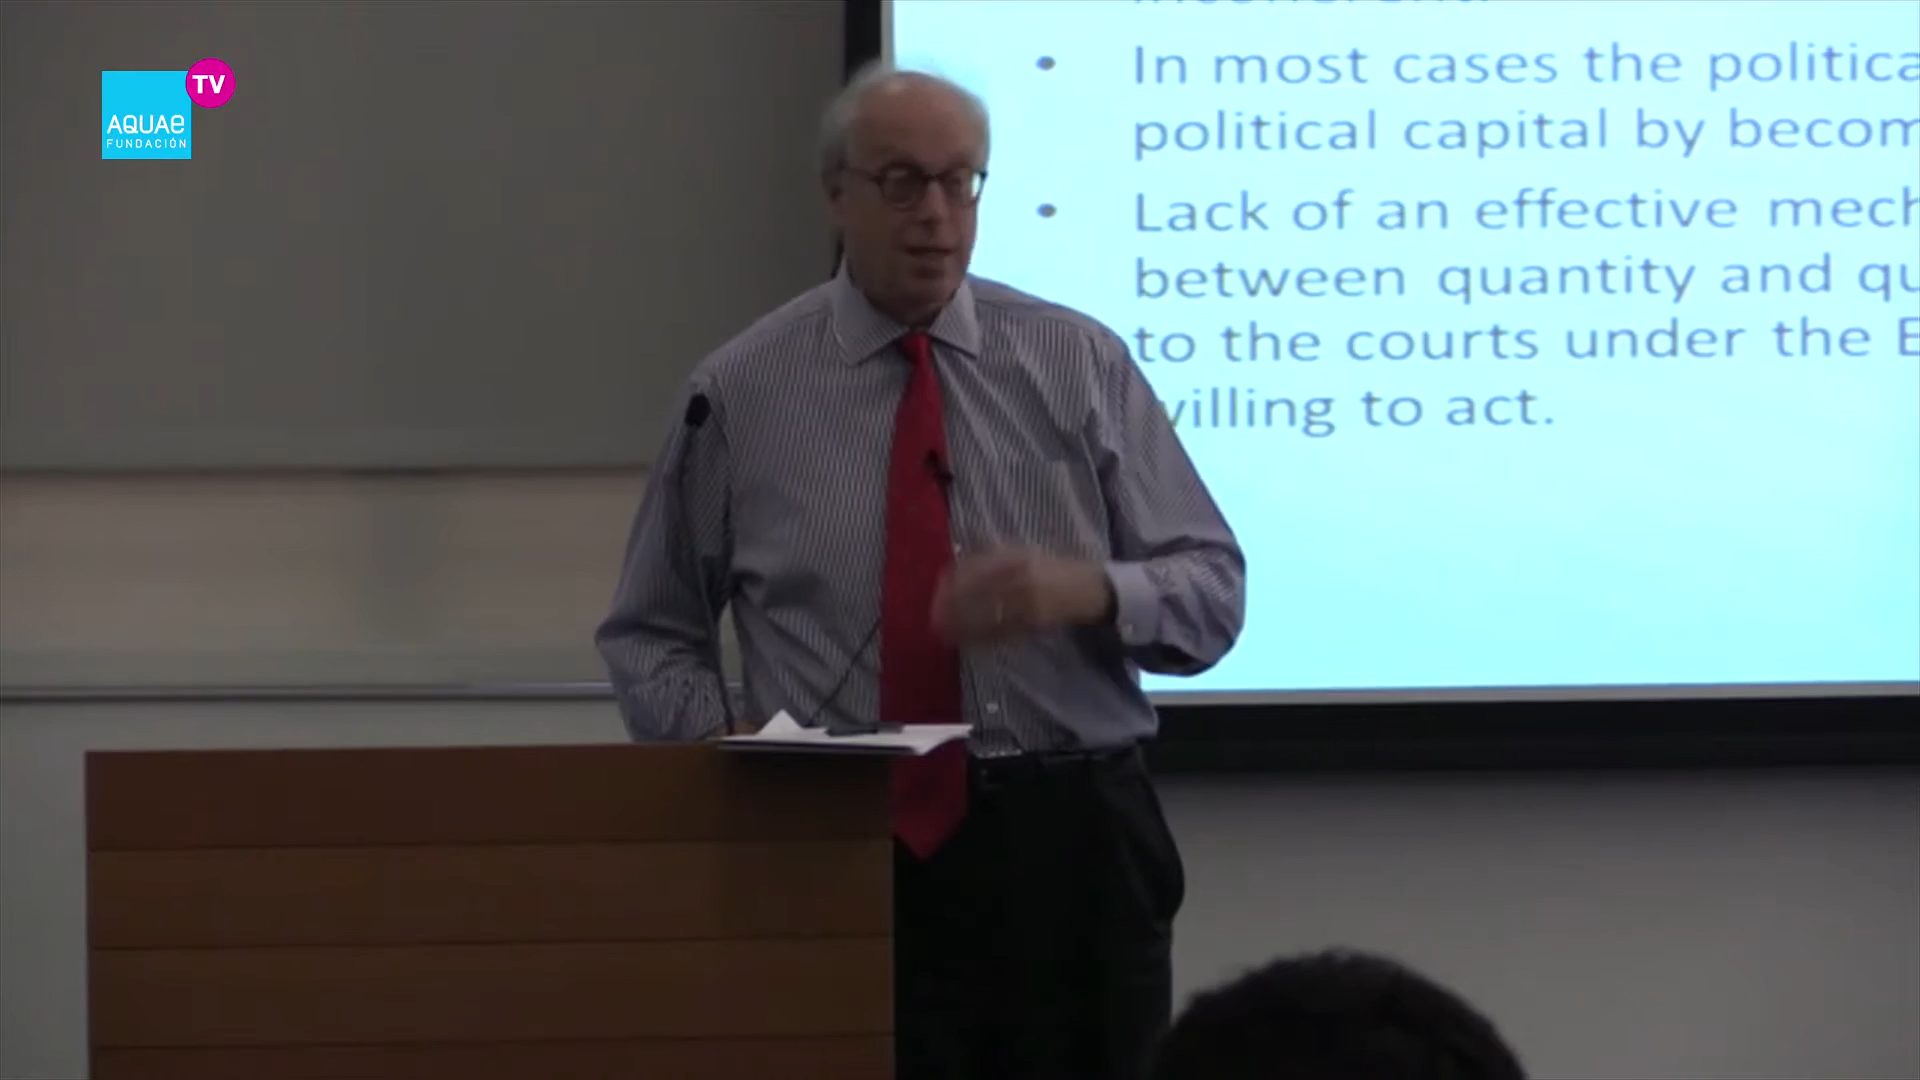 TV
AQUAe
FUNDACIÓN
• In most cases the politica
political capital by becom
• Lack of an effective mech
between quantity and qu
to the courts under the E
willing to act.